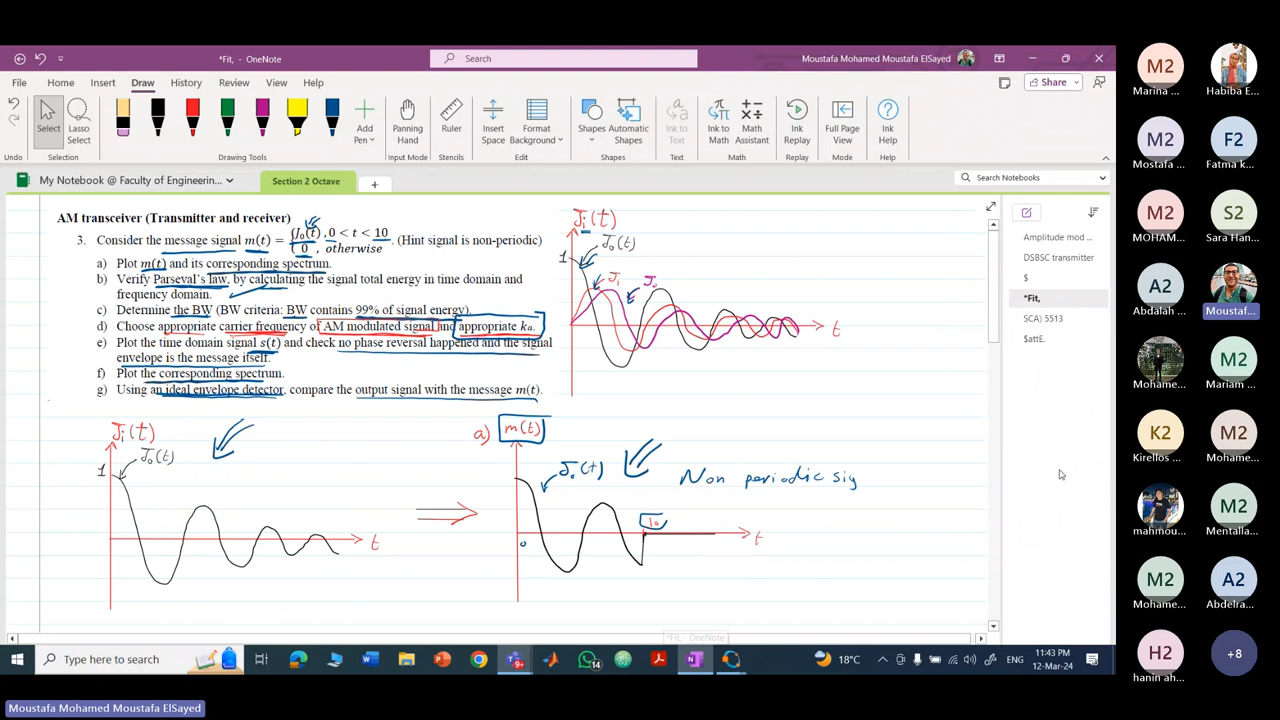 *Fit, - OneNote
Search
Moustafa Mohamed Moustafa ElSayed
File
Home
Insert
Draw
History
Review
View
Help
Share
Select
Lasso Select
Add Pen
Panning Hand
Ruler
Insert Space
Format Background
Shapes
Automatic Shapes
Ink to Text
Ink to Math
Math Assistant
Ink Replay
Full Page View
Ink Help
Undo
Selection
Drawing Tools
Input Mode
Stencils
Edit
Shapes
Text
Math
Replay
View
Help
My Notebook @ Faculty of Engineerin...
Section 2 Octave
+
Search Notebooks
AM transceiver (Transmitter and receiver)
3. Consider the message signal m(t) = { J₀(t), 0 < t < 10
0 , otherwise
(Hint signal is non-periodic)
a) Plot m(t) and its corresponding spectrum.
b) Verify Parseval's law, by calculating the signal total energy in time domain and
frequency domain.
c) Determine the BW (BW criteria: BW contains 99% of signal energy).
d) Choose appropriate carrier frequency of AM modulated signal and appropriate ka.
e) Plot the time domain signal s(t) and check no phase reversal happened and the signal
envelope is the message itself.
f) Plot the corresponding spectrum.
g) Using an ideal envelope detector, compare the output signal with the message m(t).
Jᵢ(t)
J₀(t)
1
J₁
t
Jᵢ(t)
1
J₀(t)
t
a) m(t)
J₀(t)
Non periodic sig
10
0
t
Amplitude mod ...
DSBSC transmitter
$
*Fit,
SCA) 5513
$attE.
*Fit, - OneNote
Type here to search
9+
14
18°C
ENG
11:43 PM
12-Mar-24
M2
Marina ...
Habiba E...
M2
Mostafa ...
F2
Fatma k...
M2
MOHAM...
S2
Sara Han...
A2
Abdalah ...
Moustaf...
Mohame...
M2
Mariam ...
K2
Kirellos ...
M2
Mohame...
mahmou...
M2
Mentalla...
M2
Mohame...
A2
Abdelra...
H2
hanin ah...
+8
Moustafa Mohamed Moustafa ElSayed